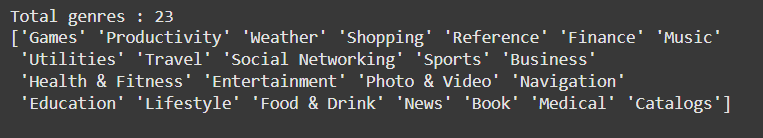 Total genres : 23
['Games' 'Productivity' 'Weather' 'Shopping' 'Reference' 'Finance' 'Music'
'Utilities' 'Travel' 'Social Networking' 'Sports' 'Business'
'Health & Fitness' 'Entertainment' 'Photo & Video' 'Navigation'
'Education' 'Lifestyle' 'Food & Drink' 'News' 'Book' 'Medical' 'Catalogs']